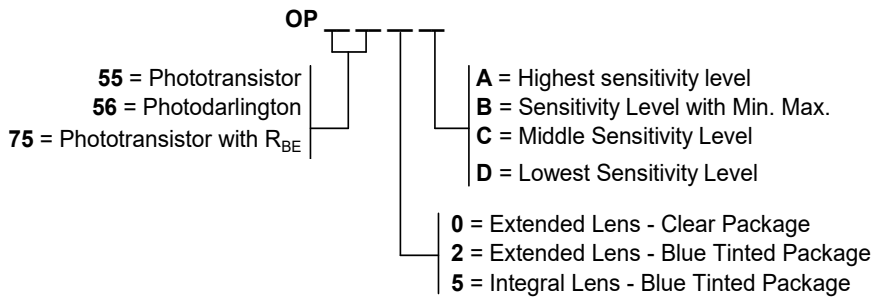 OP
55 = Phototransistor
56 = Photodarlington
75 = Phototransistor with RBE
A = Highest sensitivity level
B = Sensitivity Level with Min. Max.
C = Middle Sensitivity Level
D = Lowest Sensitivity Level
0 = Extended Lens - Clear Package
2 = Extended Lens - Blue Tinted Package
5 = Integral Lens - Blue Tinted Package